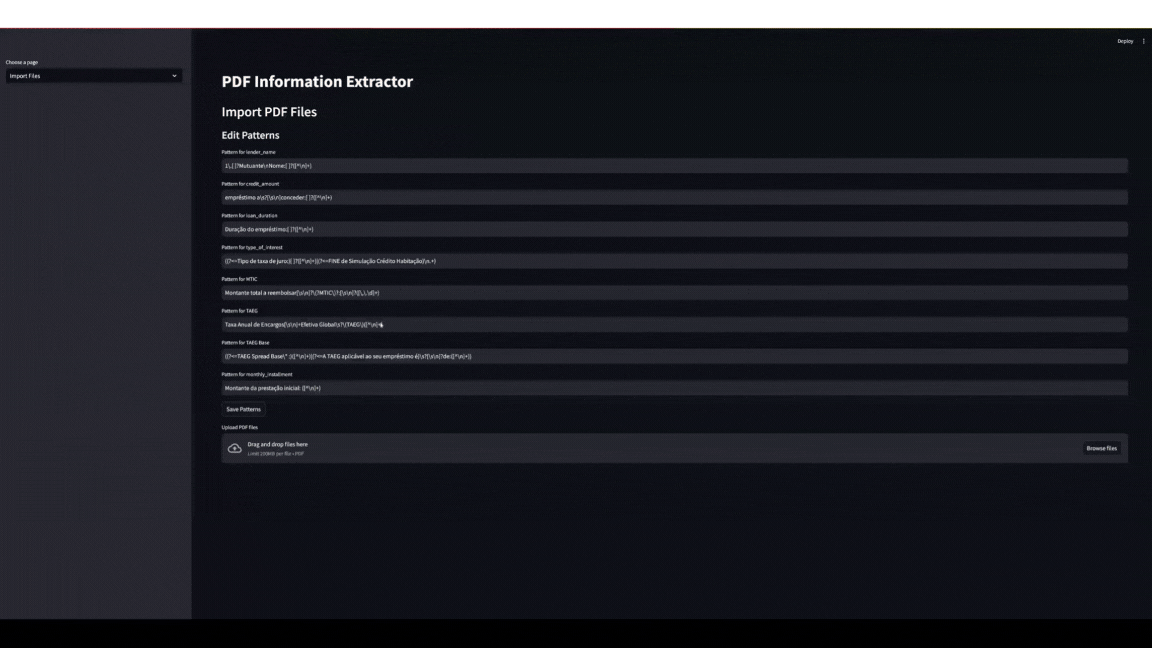 Deploy
Choose a page
Import Files
PDF Information Extractor
Import PDF Files
Edit Patterns
Pattern for lender_name
1\.[ ]?Mutuante\nNome:[ ]?([^\n]+)
Pattern for credit_amount
empréstimo a\s?[\s\n]conceder:[ ]?([^\n]+)
Pattern for loan_duration
Duração do empréstimo:[ ]?([^\n]+)
Pattern for type_of_interest
((?<=Tipo de taxa de juro:)[ ]?([^\n]+)|(?<=FINE de Simulação Crédito Habitação)\n.+)
Pattern for MTIC
Montante total a reembolsar
Pattern for TAEG
Taxa Anual de Encargos[\s\n]+Efetiva Global\s?\(TAEG\)([^\n]+
Pattern for TAEG Base
((?<=TAEG Spread Base\* :)([^\n]+)|(?<=A TAEG aplicável ao seu empréstimo é)\s?[\s\n]?de:([^\n]+))
Pattern for monthly_installment
Montante da prestação inicial: ([^\n]+)
Save Patterns
Upload PDF files
Drag and drop files here
Limit 200MB per file • PDF
Browse files